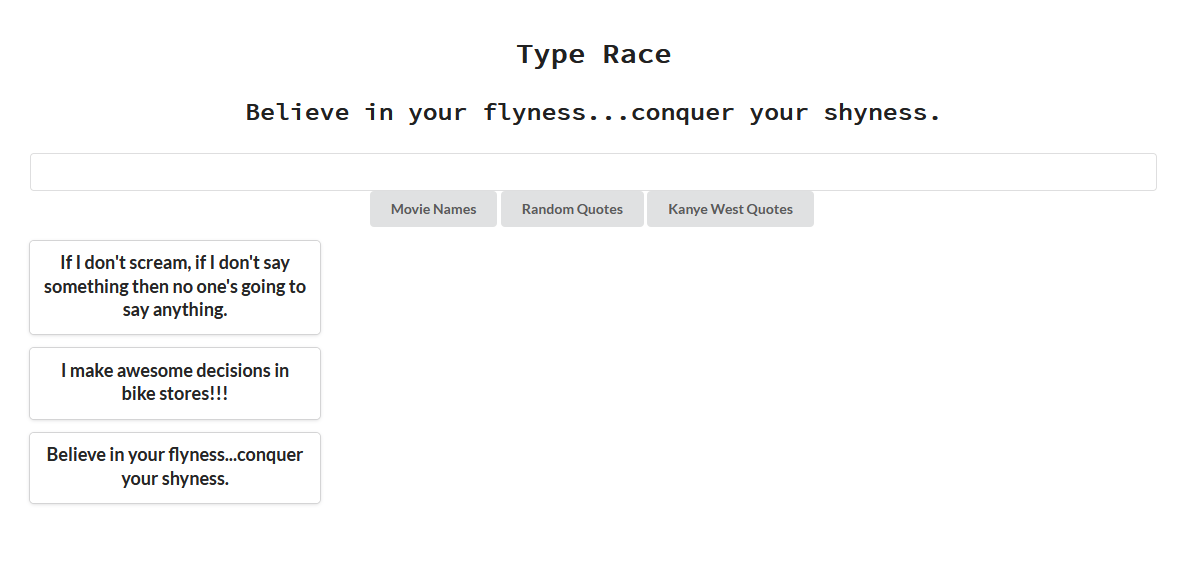 Type Race
Believe in your flyness...conquer your shyness.
Movie Names
Random Quotes
Kanye West Quotes
If I don't scream, if I don't say
something then no one's going to
say anything.
I make awesome decisions in
bike stores!!!
Believe in your flyness...conquer
your shyness.